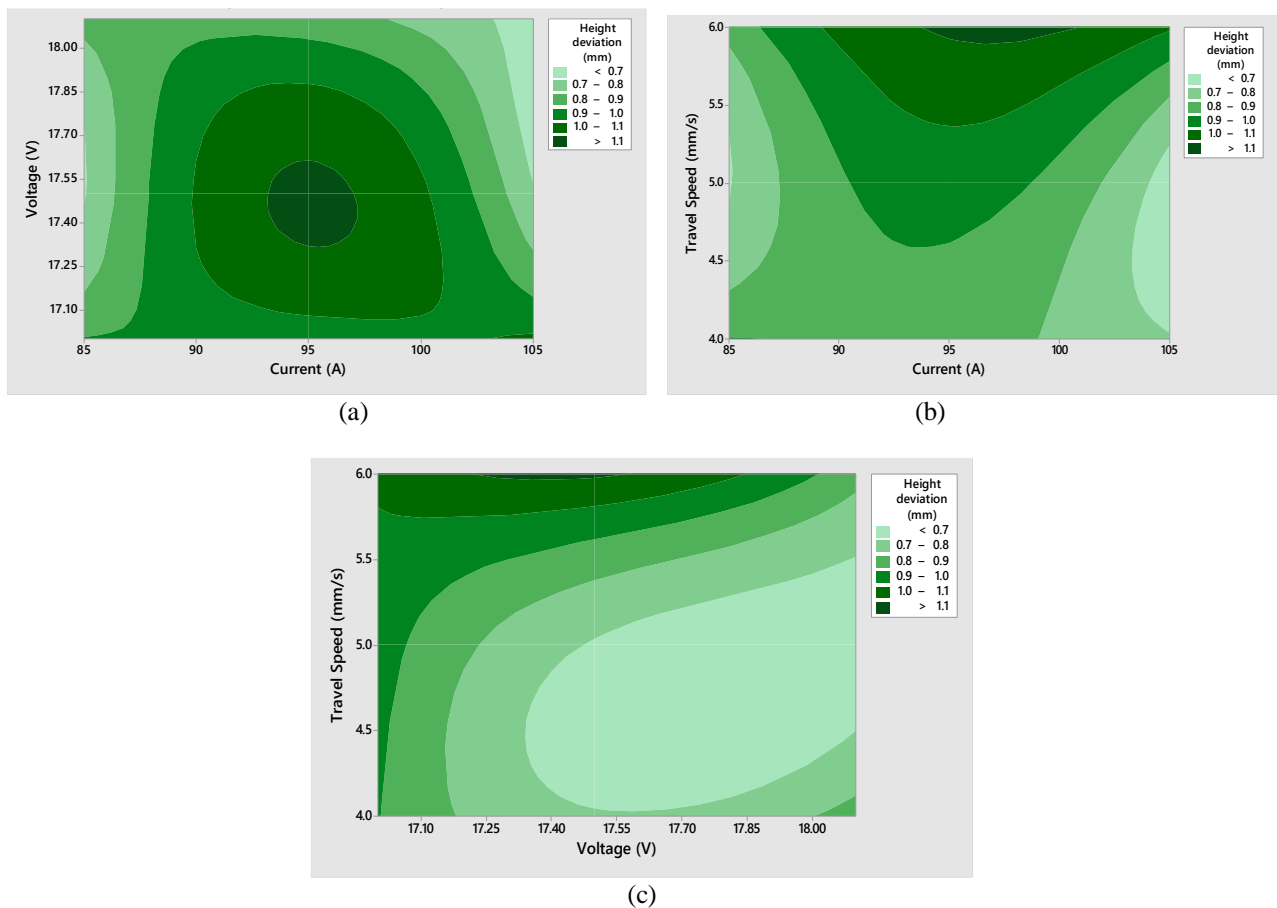 Height
deviation
(mm)
< 0.7
0.7 – 0.8
0.8 – 0.9
0.9 – 1.0
1.0 – 1.1
> 1.1
18.00
17.85
17.70
17.55
17.40
17.25
17.10
Voltage (V)
85 90 95 100 105
Current (A)
(a)
Height
deviation
(mm)
< 0.7
0.7 – 0.8
0.8 – 0.9
0.9 – 1.0
1.0 – 1.1
> 1.1
6.0
5.5
5.0
4.5
4.0
Travel Speed (mm/s)
85 90 95 100 105
Current (A)
(b)
Height
deviation
(mm)
< 0.7
0.7 – 0.8
0.8 – 0.9
0.9 – 1.0
1.0 – 1.1
> 1.1
6.0
5.5
5.0
4.5
4.0
Travel Speed (mm/s)
17.10 17.25 17.40 17.55 17.70 17.85 18.00
Voltage (V)
(c)